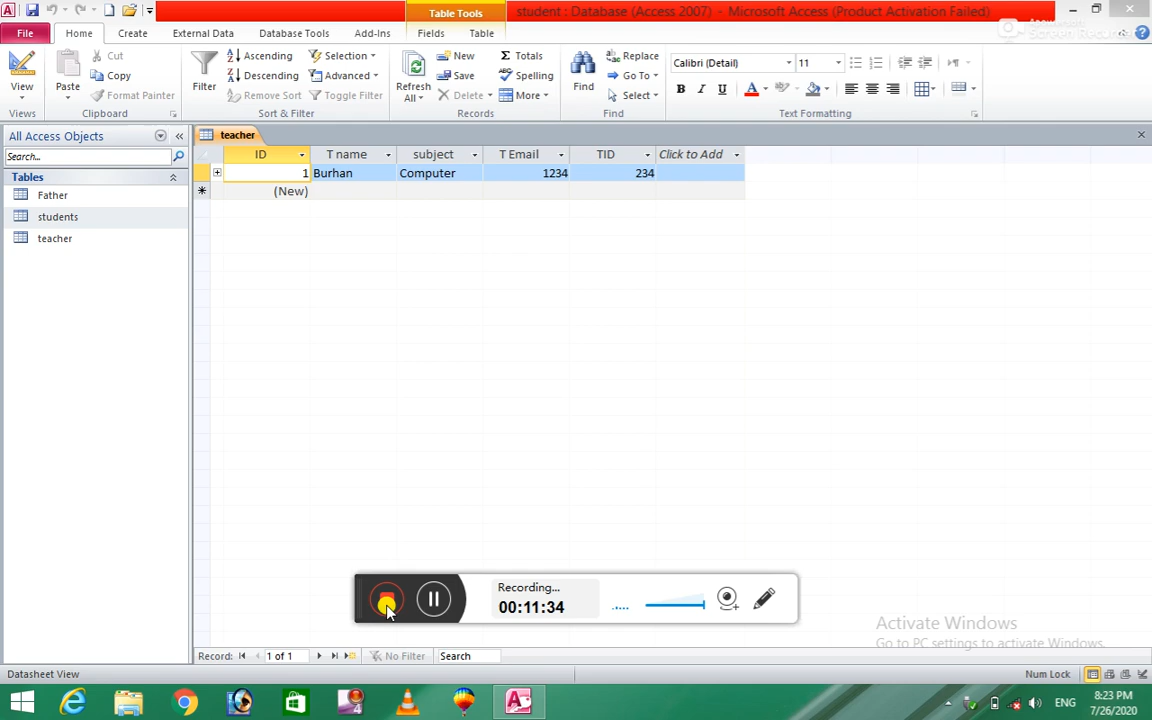 Table Tools
student : Database (Access 2007) - Microsoft Access (Product Activation Failed)
File Home Create External Data Database Tools Add-Ins Fields Table
View
Paste
Cut
Copy
Format Painter
Filter
Ascending
Descending
Remove Sort
Selection
Advanced
Toggle Filter
Refresh
All
New
Save
Delete
Totals
Spelling
More
Find
Replace
Go To
Select
Calibri (Detail) 11
B I U A
Views Clipboard Sort & Filter Records Find Text Formatting
All Access Objects
Search...
Tables
Father
students
teacher
teacher
ID T name subject T Email TID Click to Add
1 Burhan Computer 1234 234
(New)
Recording...
00:11:34
Activate Windows
Go to PC settings to activate Windows.
Record: 1 of 1 No Filter Search
Datasheet View
Num Lock
ENG
8:23 PM
7/26/2020